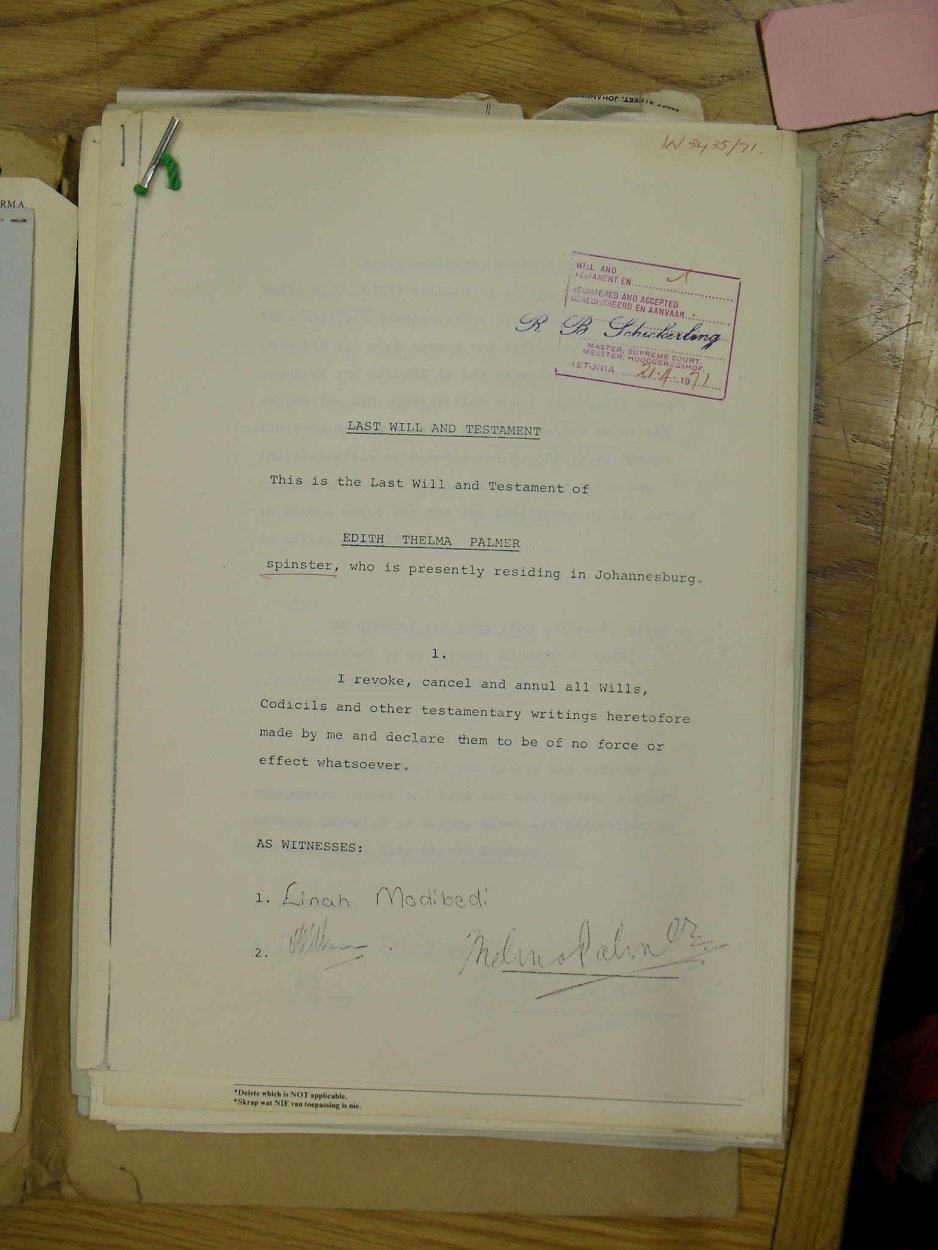 W 3435/71.
WILL AND
TESTAMENT EN
REGISTERED AND ACCEPTED
GEREGISTREERD EN AANVAAR
R B Schickerling
MASTER, SUPREME COURT
MEESTER, HOOGGEREGSHOF,
21.4.1971
LAST WILL AND TESTAMENT
This is the Last Will and Testament of
EDITH THELMA PALMER
spinster, who is presently residing in Johannesburg.
1.
I revoke, cancel and annul all Wills,
Codicils and other testamentary writings heretofore
made by me and declare them to be of no force or
effect whatsoever.
AS WITNESSES:
1. Linah Modibedi
2.
*Delete which is NOT applicable.
*Skrap wat NIE van toepassing is nie.